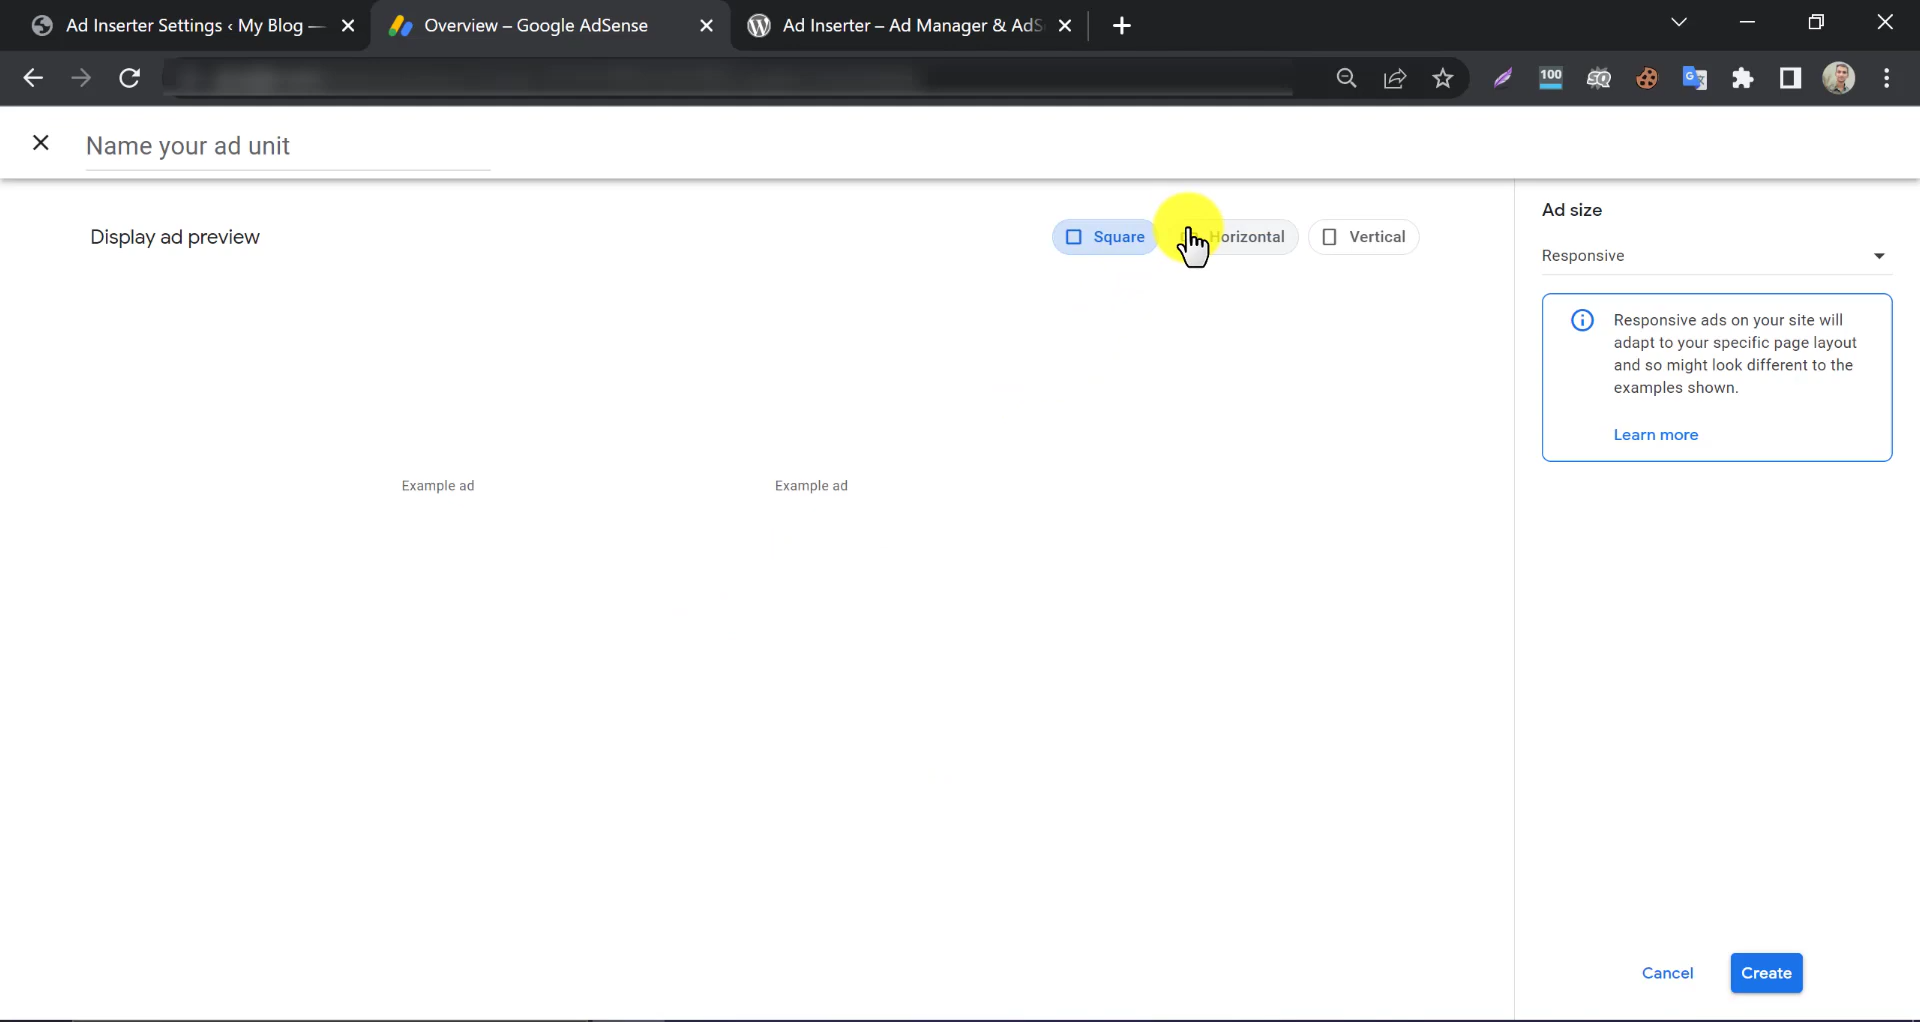 Ad Inserter Settings ‹ My Blog —
Overview – Google AdSense
Ad Inserter – Ad Manager & AdS
100
SQ
G
Name your ad unit
Display ad preview
Square
Horizontal
Vertical
Example ad
Example ad
Ad size
Responsive
Responsive ads on your site will
adapt to your specific page layout
and so might look different to the
examples shown.
Learn more
Cancel
Create